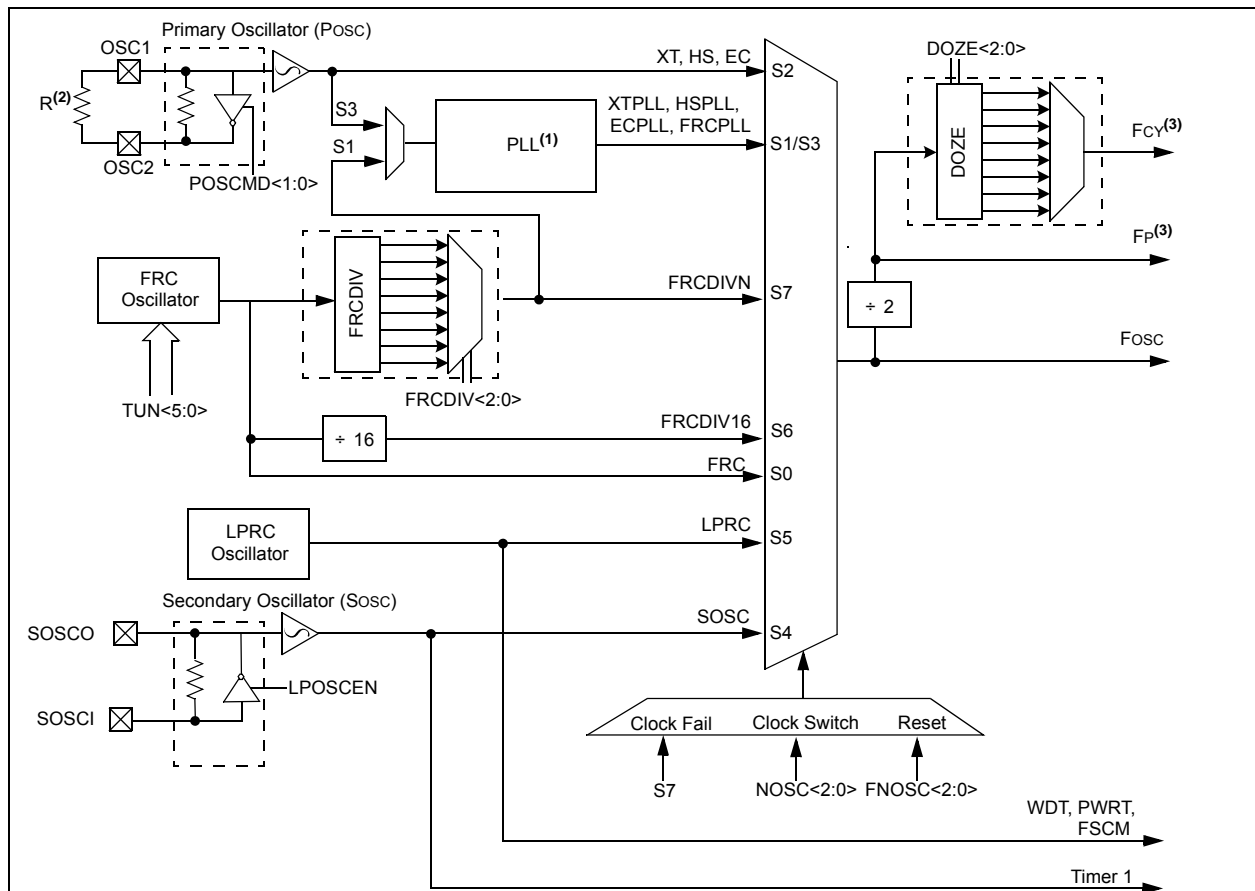 Primary Oscillator (POSC)
OSC1
R(2)
OSC2
POSCMD<1:0>
S3
S1
PLL(1)
XT, HS, EC
S2
XTPLL, HSPLL,
ECPLL, FRCPLL
S1/S3
DOZE<2:0>
DOZE
FCY(3)
FP(3)
÷ 2
FOSC
FRC
Oscillator
TUN<5:0>
FRCDIV
FRCDIV<2:0>
FRCDIVN
S7
÷ 16
FRCDIV16
S6
FRC
S0
LPRC
Oscillator
LPRC
S5
Secondary Oscillator (SOSC)
SOSCO
SOSCI
LPOSCEN
SOSC
S4
Clock Fail
Clock Switch
Reset
S7
NOSC<2:0>
FNOSC<2:0>
WDT, PWRT,
FSCM
Timer 1